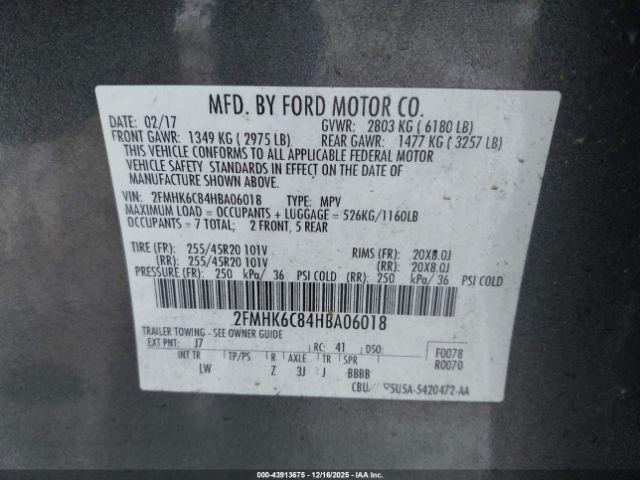 MFD. BY FORD MOTOR CO.
DATE: 02/17 GVWR: 2803 KG ( 6180 LB)
FRONT GAWR: 1349 KG ( 2975 LB) REAR GAWR: 1477 KG ( 3257 LB)
THIS VEHICLE CONFORMS TO ALL APPLICABLE FEDERAL MOTOR
VEHICLE SAFETY STANDARDS IN EFFECT ON THE DATE OF
MANUFACTURE SHOWN ABOVE.
VIN: 2FMHK6C84HBA06018 TYPE: MPV
MAXIMUM LOAD = OCCUPANTS + LUGGAGE = 526KG/1160LB
OCCUPANTS = 7 TOTAL; 2 FRONT, 5 REAR
TIRE (FR): 255/45R20 101V RIMS (FR): 20X8.0J
(RR): 255/45R20 101V (RR): 20X8.0J
PRESSURE (FR): 250 kPa/ 36 PSI COLD (RR): 250 kPa/ 36 PSI COLD
2FMHK6C84HBA06018
TRAILER TOWING - SEE OWNER GUIDE
EXT PNT: J7 RC: 41 DSO: F0078
INT TR TP/PS R AXLE TR SPR R0070
LW Z 3J J BBBB
CBU SU5A-5420472-AA
000-43913675 - 12/16/2025 - IAAI.COM